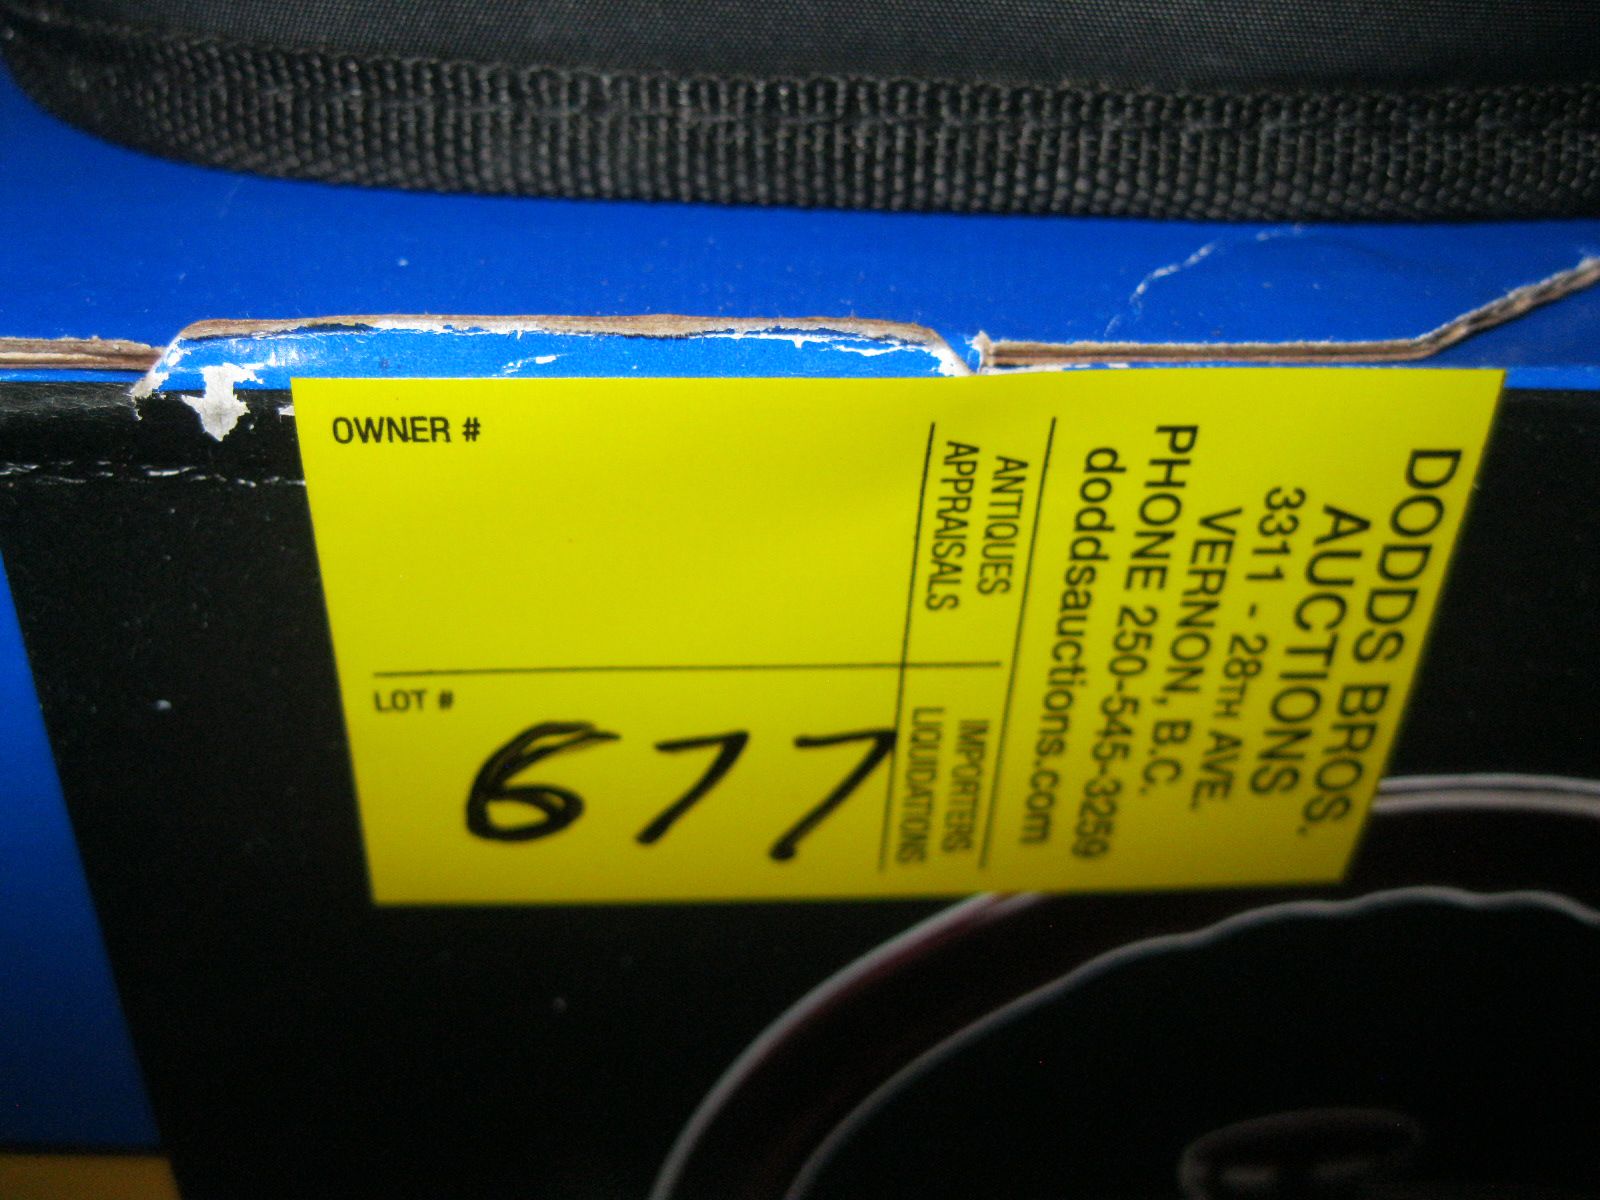 OWNER #
LOT #
677
DODDS BROS.
AUCTIONS
3311 - 28TH AVE.
VERNON, B.C.
PHONE 250-545-3259
doddsauctions.com
ANTIQUES
APPRAISALS
IMPORTERS
LIQUIDATIONS